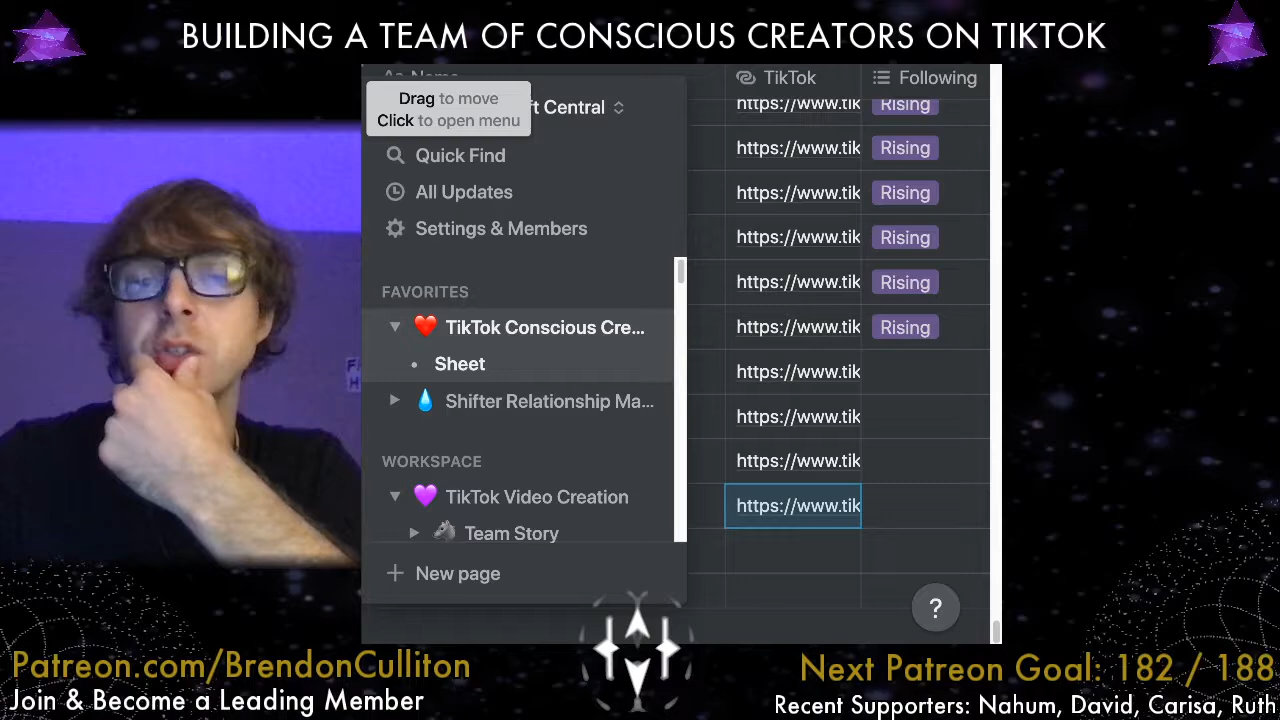 BUILDING A TEAM OF CONSCIOUS CREATORS ON TIKTOK
Aa Name
Drag to move
Click to open menu
ft Central
Quick Find
All Updates
Settings & Members
FAVORITES
TikTok Conscious Cre...
Sheet
Shifter Relationship Ma...
WORKSPACE
TikTok Video Creation
Team Story
New page
TikTok Following
https://www.tik Rising
https://www.tik Rising
https://www.tik Rising
https://www.tik Rising
https://www.tik Rising
https://www.tik Rising
https://www.tik
https://www.tik
https://www.tik
https://www.tik
?
Patreon.com/BrendonCulliton
Join & Become a Leading Member
Next Patreon Goal: 182 / 188
Recent Supporters: Nahum, David, Carisa, Ruth